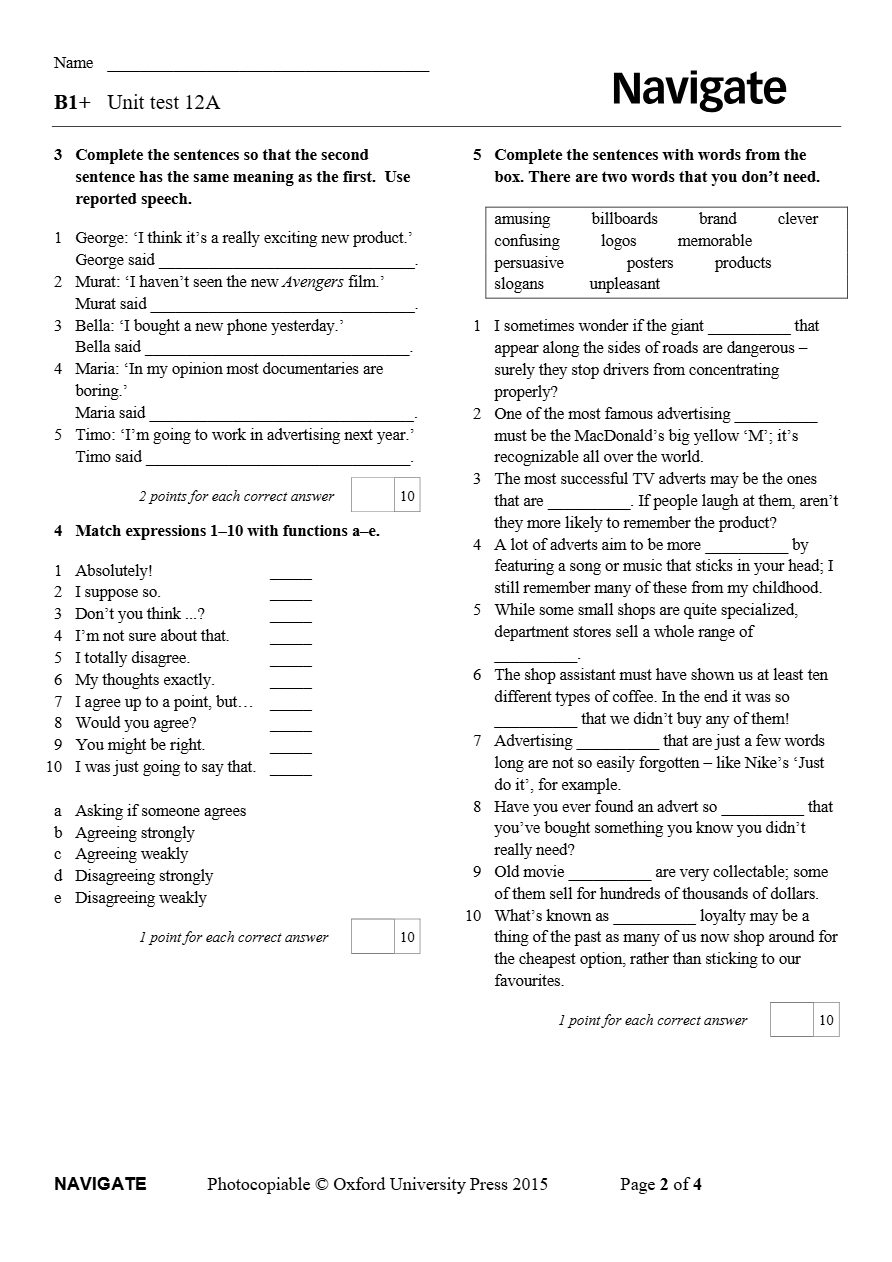 Name ____________________________________
Navigate
B1+ Unit test 12A
3 Complete the sentences so that the second
sentence has the same meaning as the first. Use
reported speech.
1 George: ‘I think it’s a really exciting new product.’
George said ______________________________.
2 Murat: ‘I haven’t seen the new Avengers film.’
Murat said _______________________________.
3 Bella: ‘I bought a new phone yesterday.’
Bella said _______________________________.
4 Maria: ‘In my opinion most documentaries are
boring.’
Maria said _______________________________.
5 Timo: ‘I’m going to work in advertising next year.’
Timo said _______________________________.
2 points for each correct answer 10
4 Match expressions 1–10 with functions a–e.
1 Absolutely! _____
2 I suppose so. _____
3 Don’t you think ...? _____
4 I’m not sure about that. _____
5 I totally disagree. _____
6 My thoughts exactly. _____
7 I agree up to a point, but… _____
8 Would you agree? _____
9 You might be right. _____
10 I was just going to say that. _____
a Asking if someone agrees
b Agreeing strongly
c Agreeing weakly
d Disagreeing strongly
e Disagreeing weakly
1 point for each correct answer 10
5 Complete the sentences with words from the
box. There are two words that you don’t need.
amusing billboards brand clever
confusing logos memorable
persuasive posters products
slogans unpleasant
1 I sometimes wonder if the giant __________ that
appear along the sides of roads are dangerous –
surely they stop drivers from concentrating
properly?
2 One of the most famous advertising __________
must be the MacDonald’s big yellow ‘M’; it’s
recognizable all over the world.
3 The most successful TV adverts may be the ones
that are __________. If people laugh at them, aren’t
they more likely to remember the product?
4 A lot of adverts aim to be more __________ by
featuring a song or music that sticks in your head; I
still remember many of these from my childhood.
5 While some small shops are quite specialized,
department stores sell a whole range of
__________.
6 The shop assistant must have shown us at least ten
different types of coffee. In the end it was so
__________ that we didn’t buy any of them!
7 Advertising __________ that are just a few words
long are not so easily forgotten – like Nike’s ‘Just
do it’, for example.
8 Have you ever found an advert so __________ that
you’ve bought something you know you didn’t
really need?
9 Old movie __________ are very collectable; some
of them sell for hundreds of thousands of dollars.
10 What’s known as __________ loyalty may be a
thing of the past as many of us now shop around for
the cheapest option, rather than sticking to our
favourites.
1 point for each correct answer 10
NAVIGATE Photocopiable © Oxford University Press 2015 Page 2 of 4